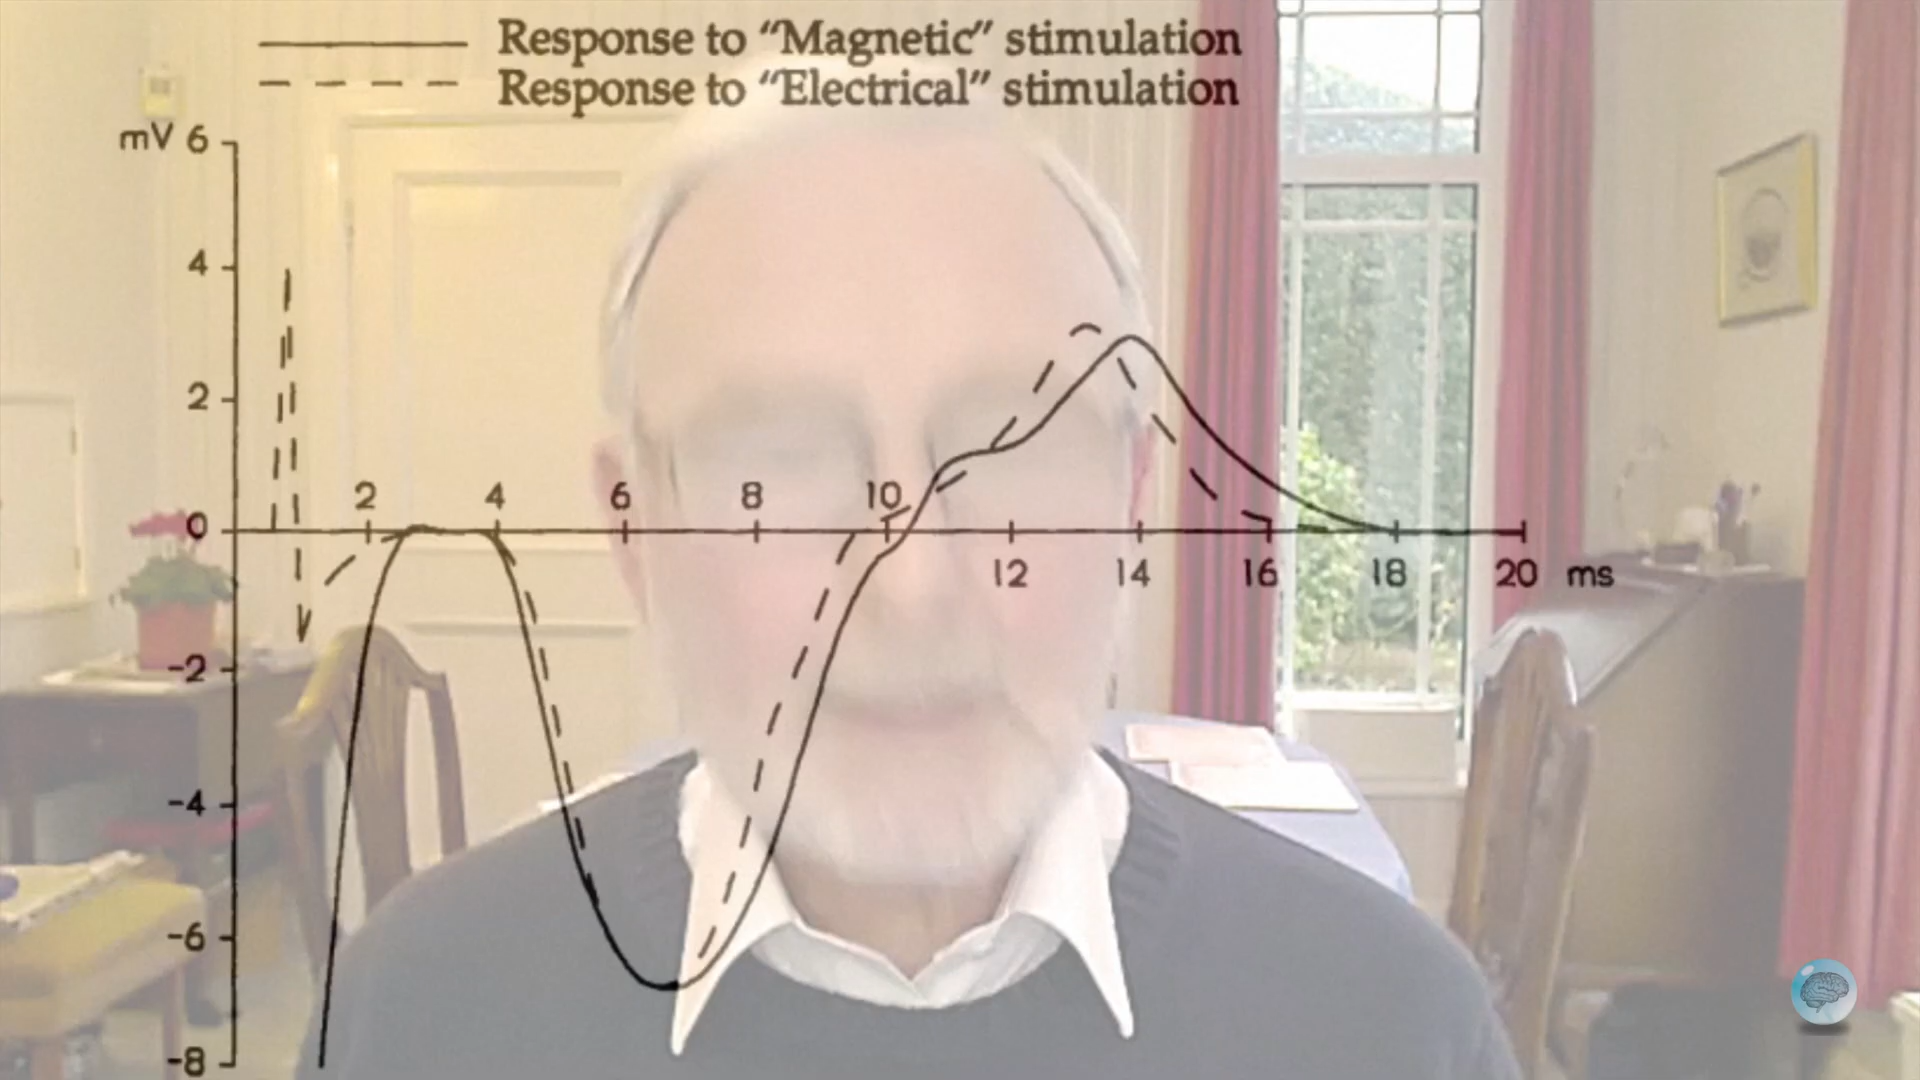 Response to “Magnetic” stimulation
Response to “Electrical” stimulation
mV 6
4
2
2 4 6 8 10
0
12 14 16 18 20 ms
-2
-4
-6
-8